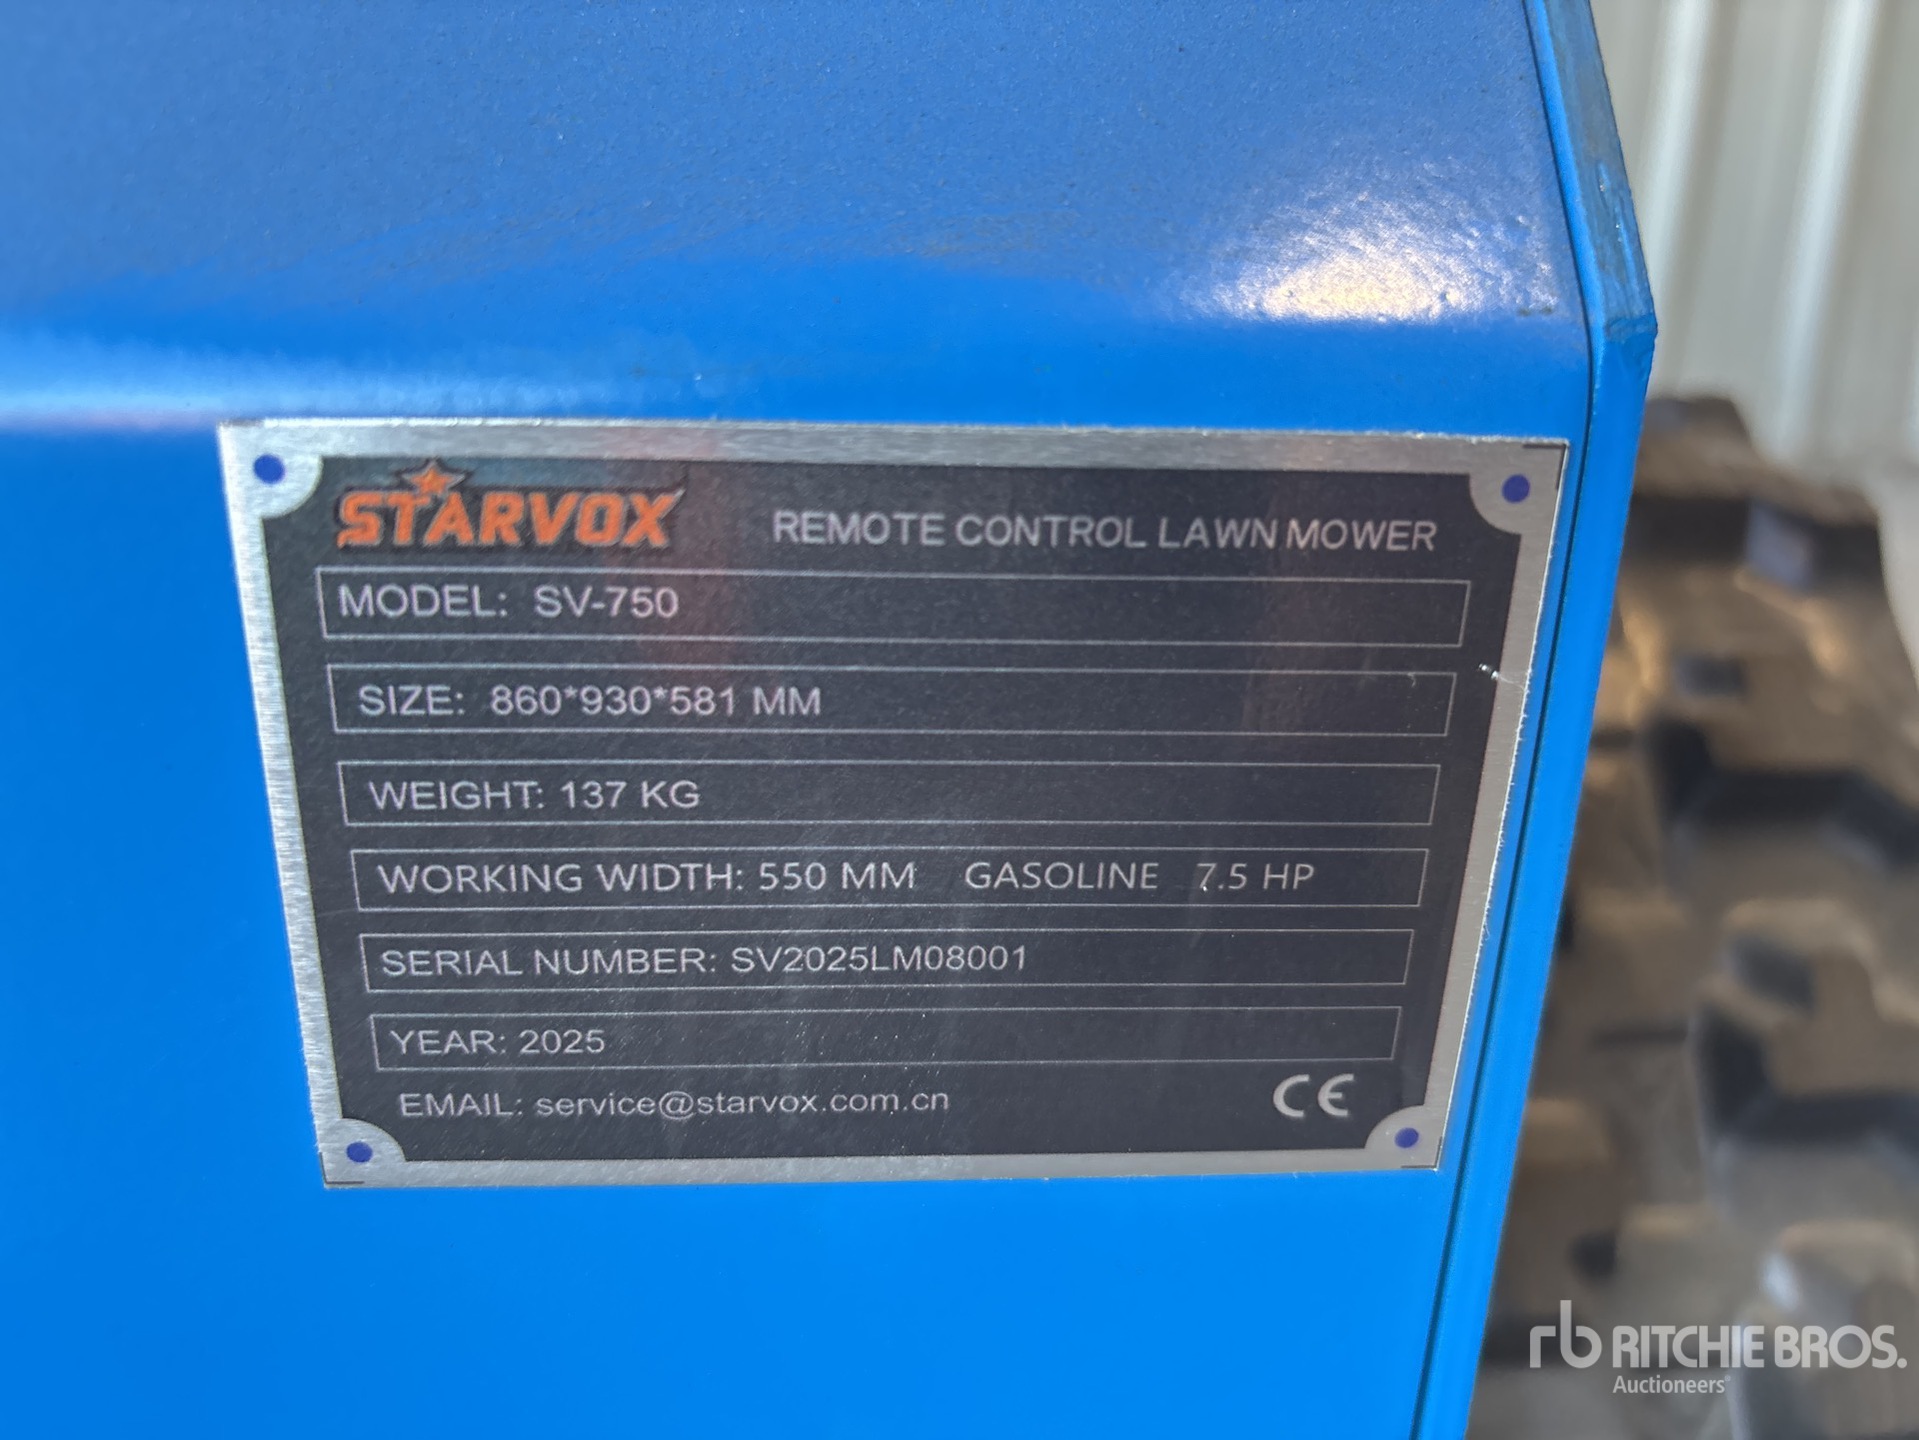 STARVOX REMOTE CONTROL LAWN MOWER
MODEL: SV-750
SIZE: 860*930*581 MM
WEIGHT: 137 KG
WORKING WIDTH: 550 MM GASOLINE 7.5 HP
SERIAL NUMBER: SV2025LM08001
YEAR: 2025
EMAIL: service@starvox.com.cn CE
rb RITCHIE BROS.
Auctioneers